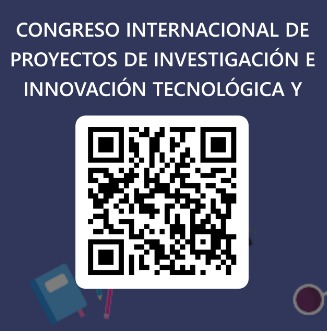 CONGRESO INTERNACIONAL DE
PROYECTOS DE INVESTIGACIÓN E
INNOVACIÓN TECNOLÓGICA Y